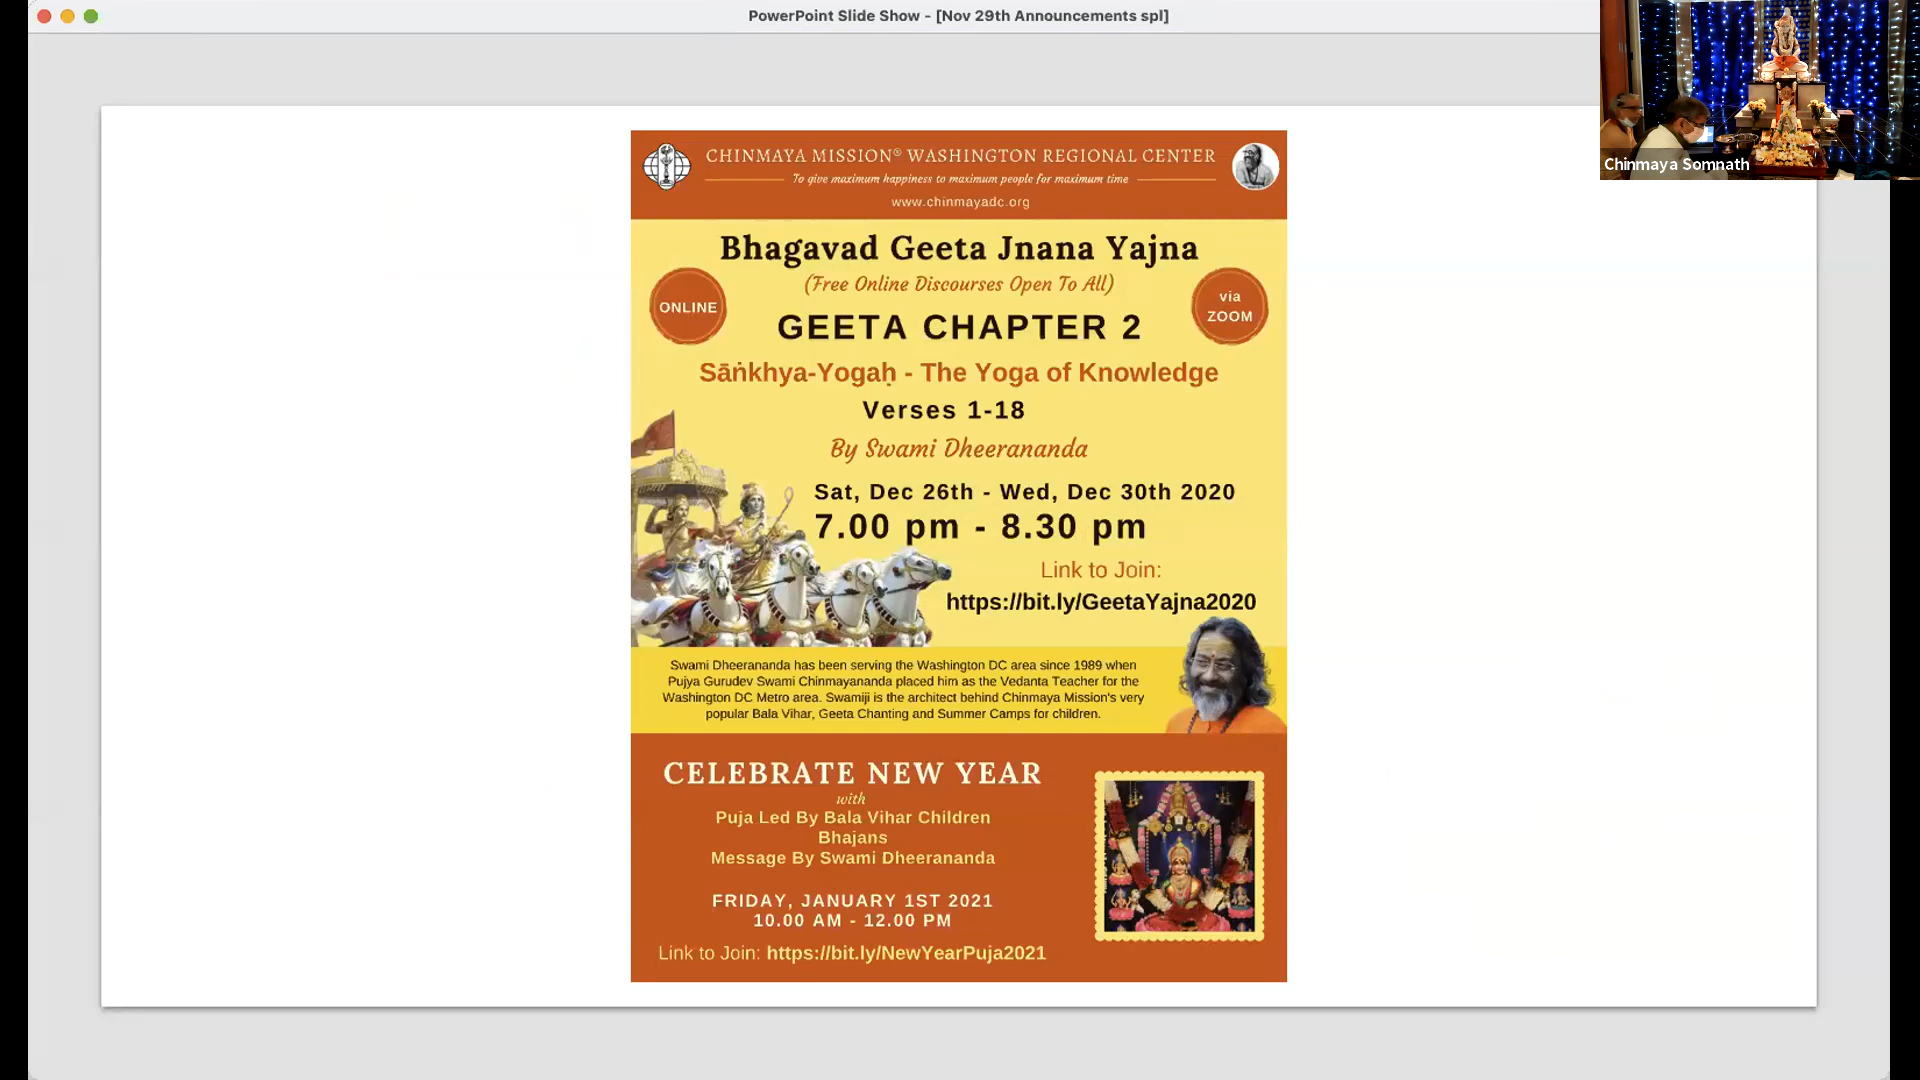 PowerPoint Slide Show - [Nov 29th Announcements spl]
Chinmaya Somnath
CHINMAYA MISSION® WASHINGTON REGIONAL CENTER
To give maximum happiness to maximum people for maximum time
www.chinmayadc.org
Bhagavad Geeta Jnana Yajna
(Free Online Discourses Open To All)
ONLINE
via
ZOOM
GEETA CHAPTER 2
Sāṅkhya-Yogaḥ - The Yoga of Knowledge
Verses 1-18
By Swami Dheerananda
Sat, Dec 26th - Wed, Dec 30th 2020
7.00 pm - 8.30 pm
Link to Join:
https://bit.ly/GeetaYajna2020
Swami Dheerananda has been serving the Washington DC area since 1989 when
Pujya Gurudev Swami Chinmayananda placed him as the Vedanta Teacher for the
Washington DC Metro area. Swamiji is the architect behind Chinmaya Mission's very
popular Bala Vihar, Geeta Chanting and Summer Camps for children.
CELEBRATE NEW YEAR
with
Puja Led By Bala Vihar Children
Bhajans
Message By Swami Dheerananda
FRIDAY, JANUARY 1ST 2021
10.00 AM - 12.00 PM
Link to Join: https://bit.ly/NewYearPuja2021